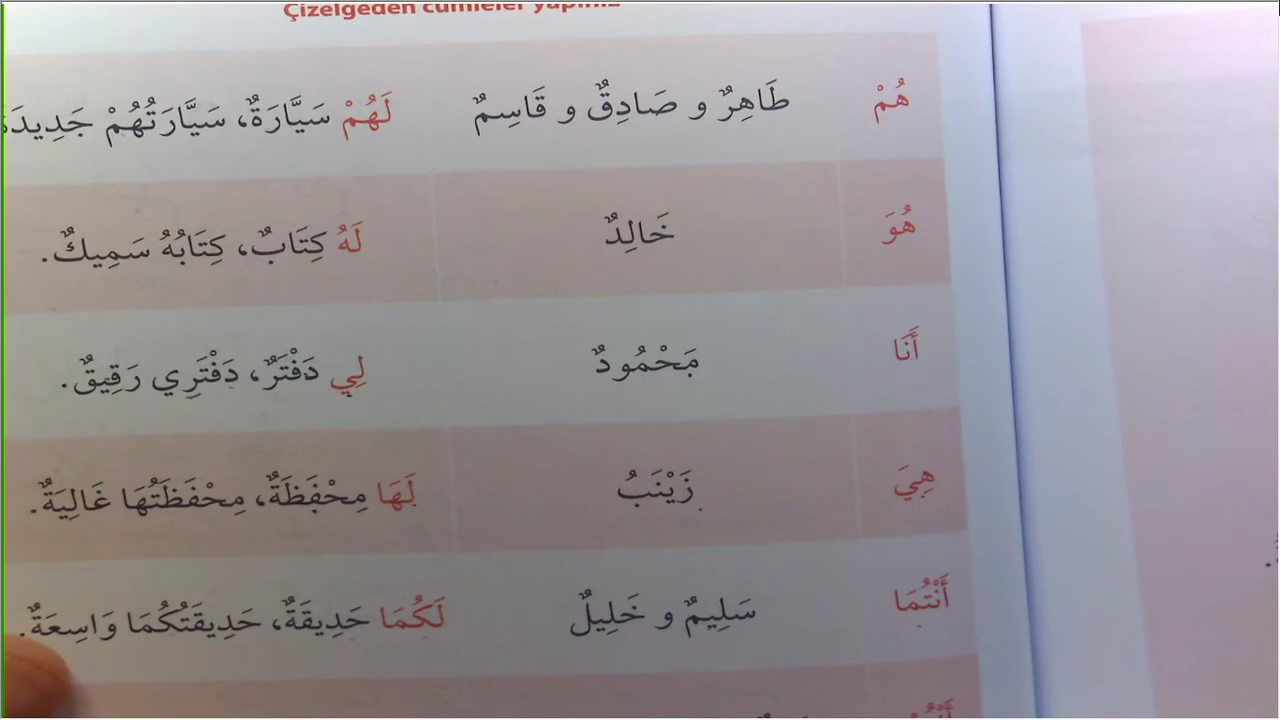 Çizelgeden cümleler yapınız
هُمْ طَاهِرٌ و صَادِقٌ و قَاسِمٌ لَهُمْ سَيَّارَةٌ، سَيَّارَتُهُمْ جَدِيدَةٌ
هُوَ خَالِدٌ لَهُ كِتَابٌ، كِتَابُهُ سَمِيكٌ.
أَنَا مَحْمُودٌ لِي دَفْتَرٌ، دَفْتَرِي رَقِيقٌ.
هِيَ زَيْنَبُ لَهَا مِحْفَظَةٌ، مِحْفَظَتُهَا غَالِيَةٌ.
أَنْتُمَا سَلِيمٌ و خَلِيلٌ لَكُمَا حَدِيقَةٌ، حَدِيقَتُكُمَا وَاسِعَةٌ.